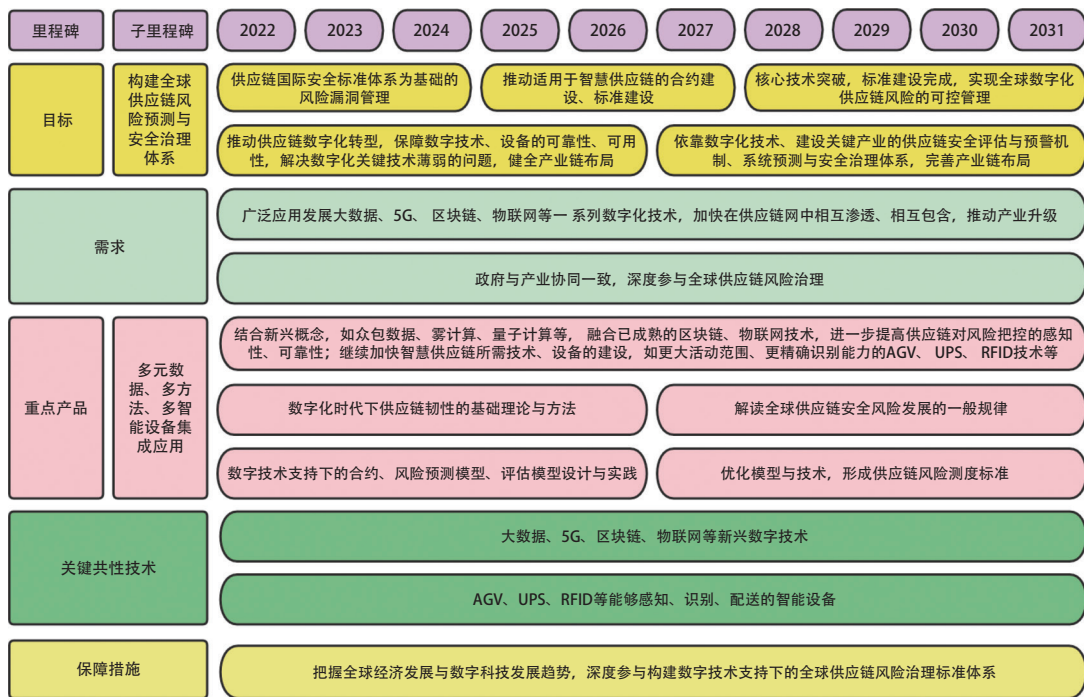 里程碑
子里程碑
2022
2023
2024
2025
2026
2027
2028
2029
2030
2031
目标
构建全球
供应链风
险预测与
安全治理
体系
供应链国际安全标准体系为基础的
风险漏洞管理
推动适用于智慧供应链的合约建
设、标准建设
核心技术突破，标准建设完成，实现全球数字化
供应链风险的可控管理
推动供应链数字化转型，保障数字技术、设备的可靠性、可用
性，解决数字化关键技术薄弱的问题，健全产业链布局
依靠数字化技术、建设关键产业的供应链安全评估与预警机
制、系统预测与安全治理体系，完善产业链布局
需求
广泛应用发展大数据、5G、 区块链、物联网等一 系列数字化技术，加快在供应链网中相互渗透、相互包含，推动产业升级
政府与产业协同一致，深度参与全球供应链风险治理
重点产品
多元数
据、多方
法、多智
能设备集
成应用
结合新兴概念，如众包数据、雾计算、量子计算等， 融合已成熟的区块链、物联网技术，进一步提高供应链对风险把控的感知
性、可靠性；继续加快智慧供应链所需技术、设备的建设，如更大活动范围、更精确识别能力的AGV、 UPS、 RFID技术等
数字化时代下供应链韧性的基础理论与方法
解读全球供应链安全风险发展的一般规律
数字技术支持下的合约、风险预测模型、评估模型设计与实践
优化模型与技术，形成供应链风险测度标准
关键共性技术
大数据、5G、区块链、物联网等新兴数字技术
AGV、UPS、RFID等能够感知、识别、配送的智能设备
保障措施
把握全球经济发展与数字科技发展趋势，深度参与构建数字技术支持下的全球供应链风险治理标准体系